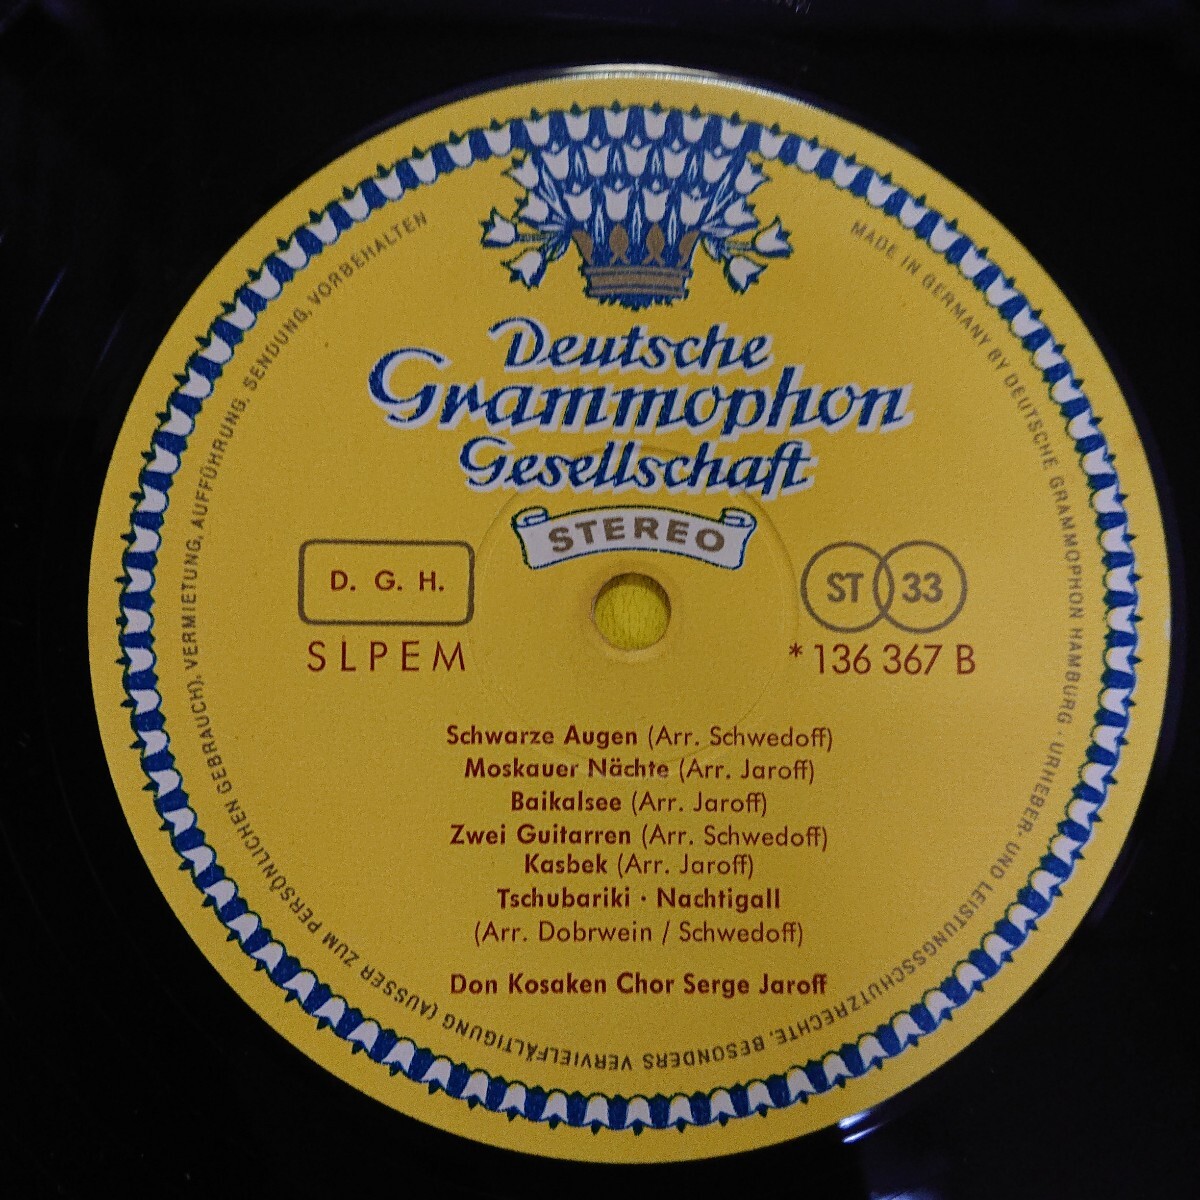 Deutsche
Grammophon
Gesellschaft
STEREO
D. G. H.
SLPEM
ST 33
* 136 367 B
Schwarze Augen (Arr. Schwedoff)
Moskauer Nächte (Arr. Jaroff)
Baikalsee (Arr. Jaroff)
Zwei Guitarren (Arr. Schwedoff)
Kasbek (Arr. Jaroff)
Tschubariki · Nachtigall
(Arr. Dobrwein / Schwedoff)
Don Kosaken Chor Serge Jaroff
MADE IN GERMANY BY DEUTSCHE GRAMMOPHON HAMBURG · URHEBER- UND LEISTUNGSSCHUTZRECHTE, BESONDERS VERVIELFÄLTIGUNG (AUSSER ZUM PERSÖNLICHEN GEBRAUCH), VERMIETUNG, AUFFÜHRUNG, SENDUNG, VORBEHALTEN